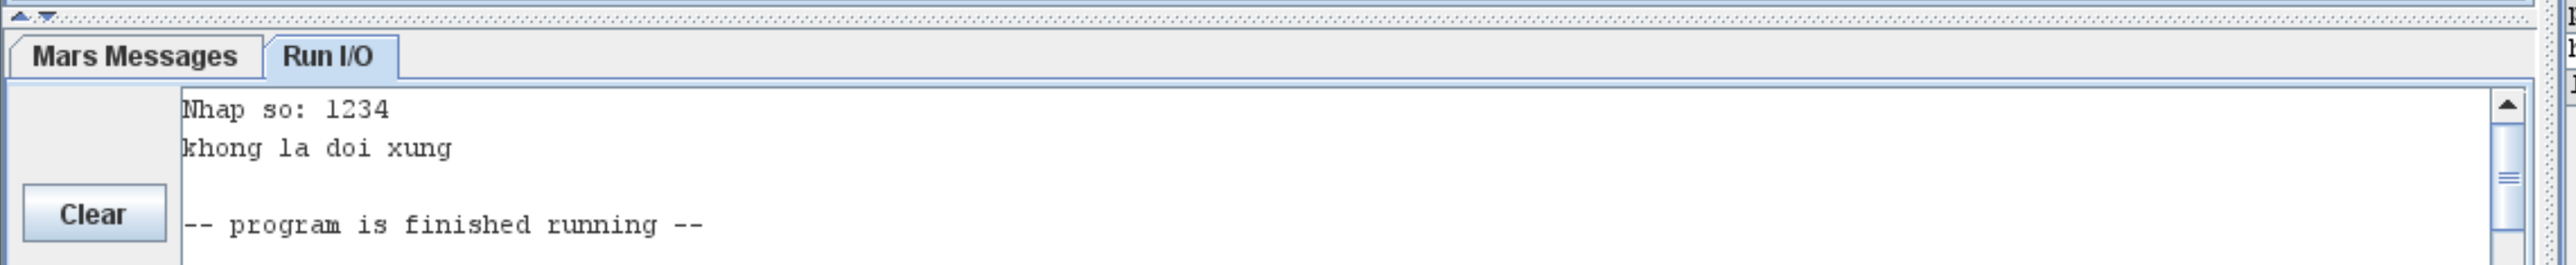 Mars Messages Run I/O
Nhap so: 1234
khong la doi xung
Clear
-- program is finished running --